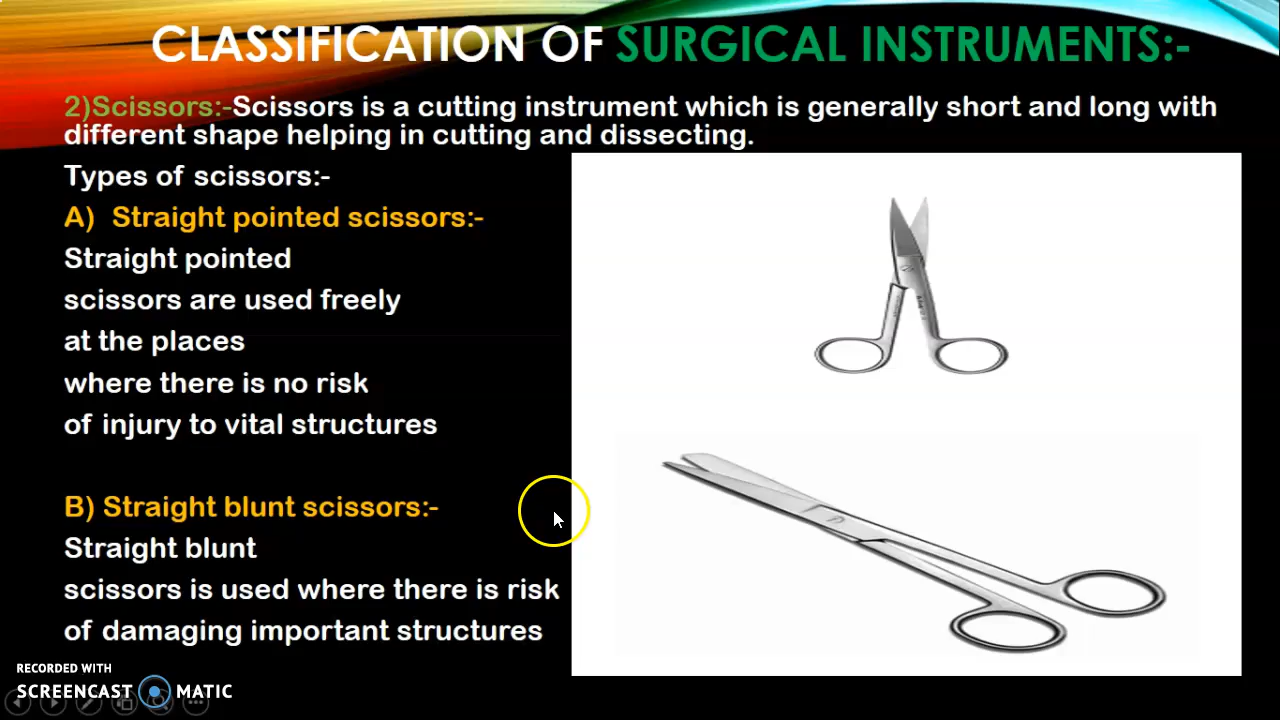 CLASSIFICATION OF SURGICAL INSTRUMENTS:-
2)Scissors:-Scissors is a cutting instrument which is generally short and long with
different shape helping in cutting and dissecting.
Types of scissors:-
A) Straight pointed scissors:-
Straight pointed
scissors are used freely
at the places
where there is no risk
of injury to vital structures
B) Straight blunt scissors:-
Straight blunt
scissors is used where there is risk
of damaging important structures
RECORDED WITH
SCREENCAST MATIC